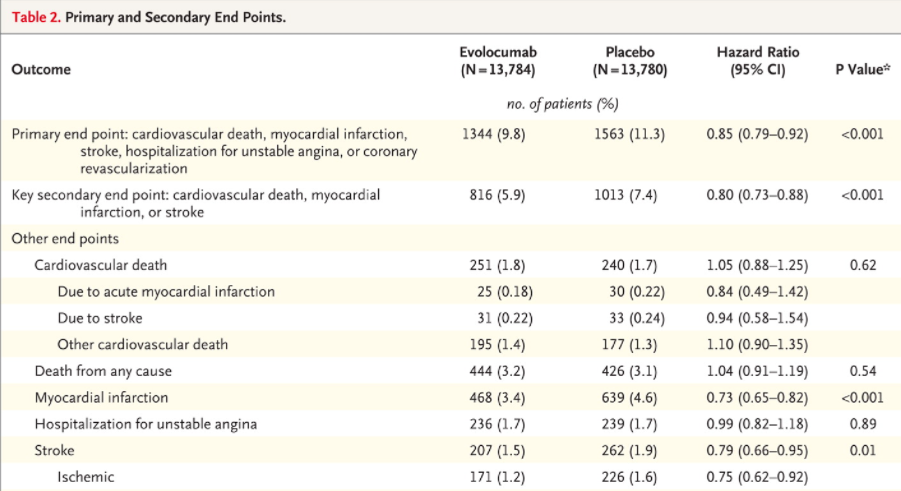 Table 2. Primary and Secondary End Points.
Outcome Evolocumab (N=13,784) Placebo (N=13,780) Hazard Ratio (95% CI) P Value*
no. of patients (%)
Primary end point: cardiovascular death, myocardial infarction, 1344 (9.8) 1563 (11.3) 0.85 (0.79–0.92) <0.001
stroke, hospitalization for unstable angina, or coronary
revascularization
Key secondary end point: cardiovascular death, myocardial 816 (5.9) 1013 (7.4) 0.80 (0.73–0.88) <0.001
infarction, or stroke
Other end points
Cardiovascular death 251 (1.8) 240 (1.7) 1.05 (0.88–1.25) 0.62
Due to acute myocardial infarction 25 (0.18) 30 (0.22) 0.84 (0.49–1.42)
Due to stroke 31 (0.22) 33 (0.24) 0.94 (0.58–1.54)
Other cardiovascular death 195 (1.4) 177 (1.3) 1.10 (0.90–1.35)
Death from any cause 444 (3.2) 426 (3.1) 1.04 (0.91–1.19) 0.54
Myocardial infarction 468 (3.4) 639 (4.6) 0.73 (0.65–0.82) <0.001
Hospitalization for unstable angina 236 (1.7) 239 (1.7) 0.99 (0.82–1.18) 0.89
Stroke 207 (1.5) 262 (1.9) 0.79 (0.66–0.95) 0.01
Ischemic 171 (1.2) 226 (1.6) 0.75 (0.62–0.92)